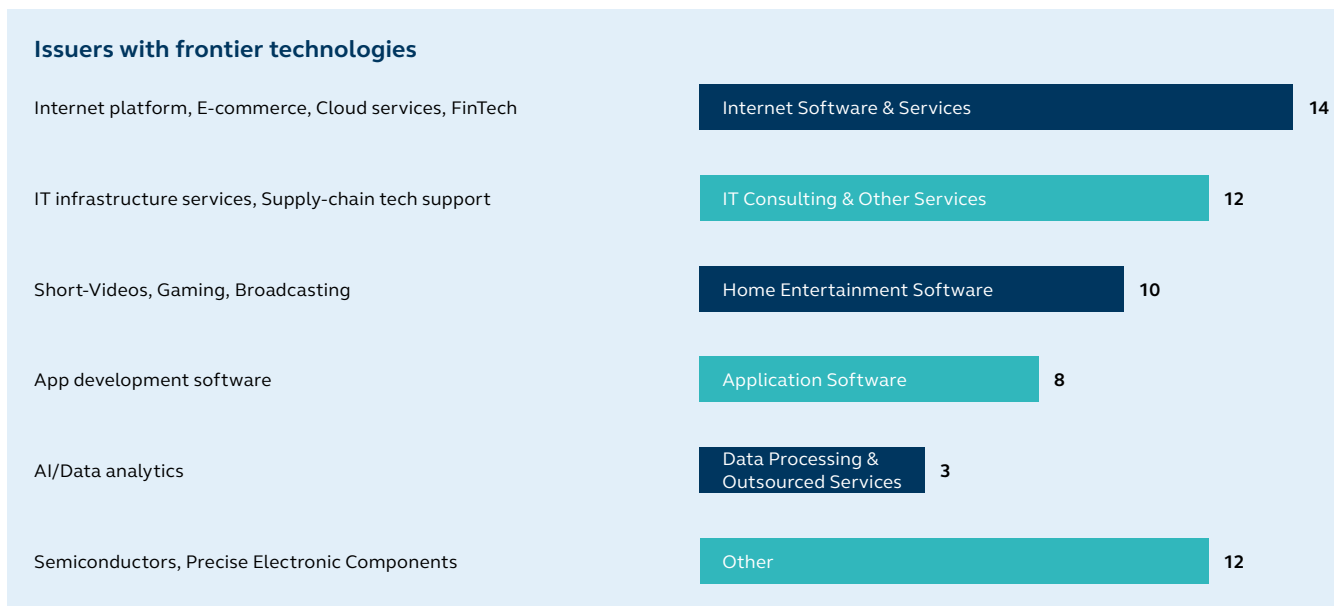 Issuers with frontier technologies
Internet platform, E-commerce, Cloud services, FinTech
Internet Software & Services
14
IT infrastructure services, Supply-chain tech support
IT Consulting & Other Services
12
Short-Videos, Gaming, Broadcasting
Home Entertainment Software
10
App development software
Application Software
8
AI/Data analytics
Data Processing &
Outsourced Services
3
Semiconductors, Precise Electronic Components
Other
12